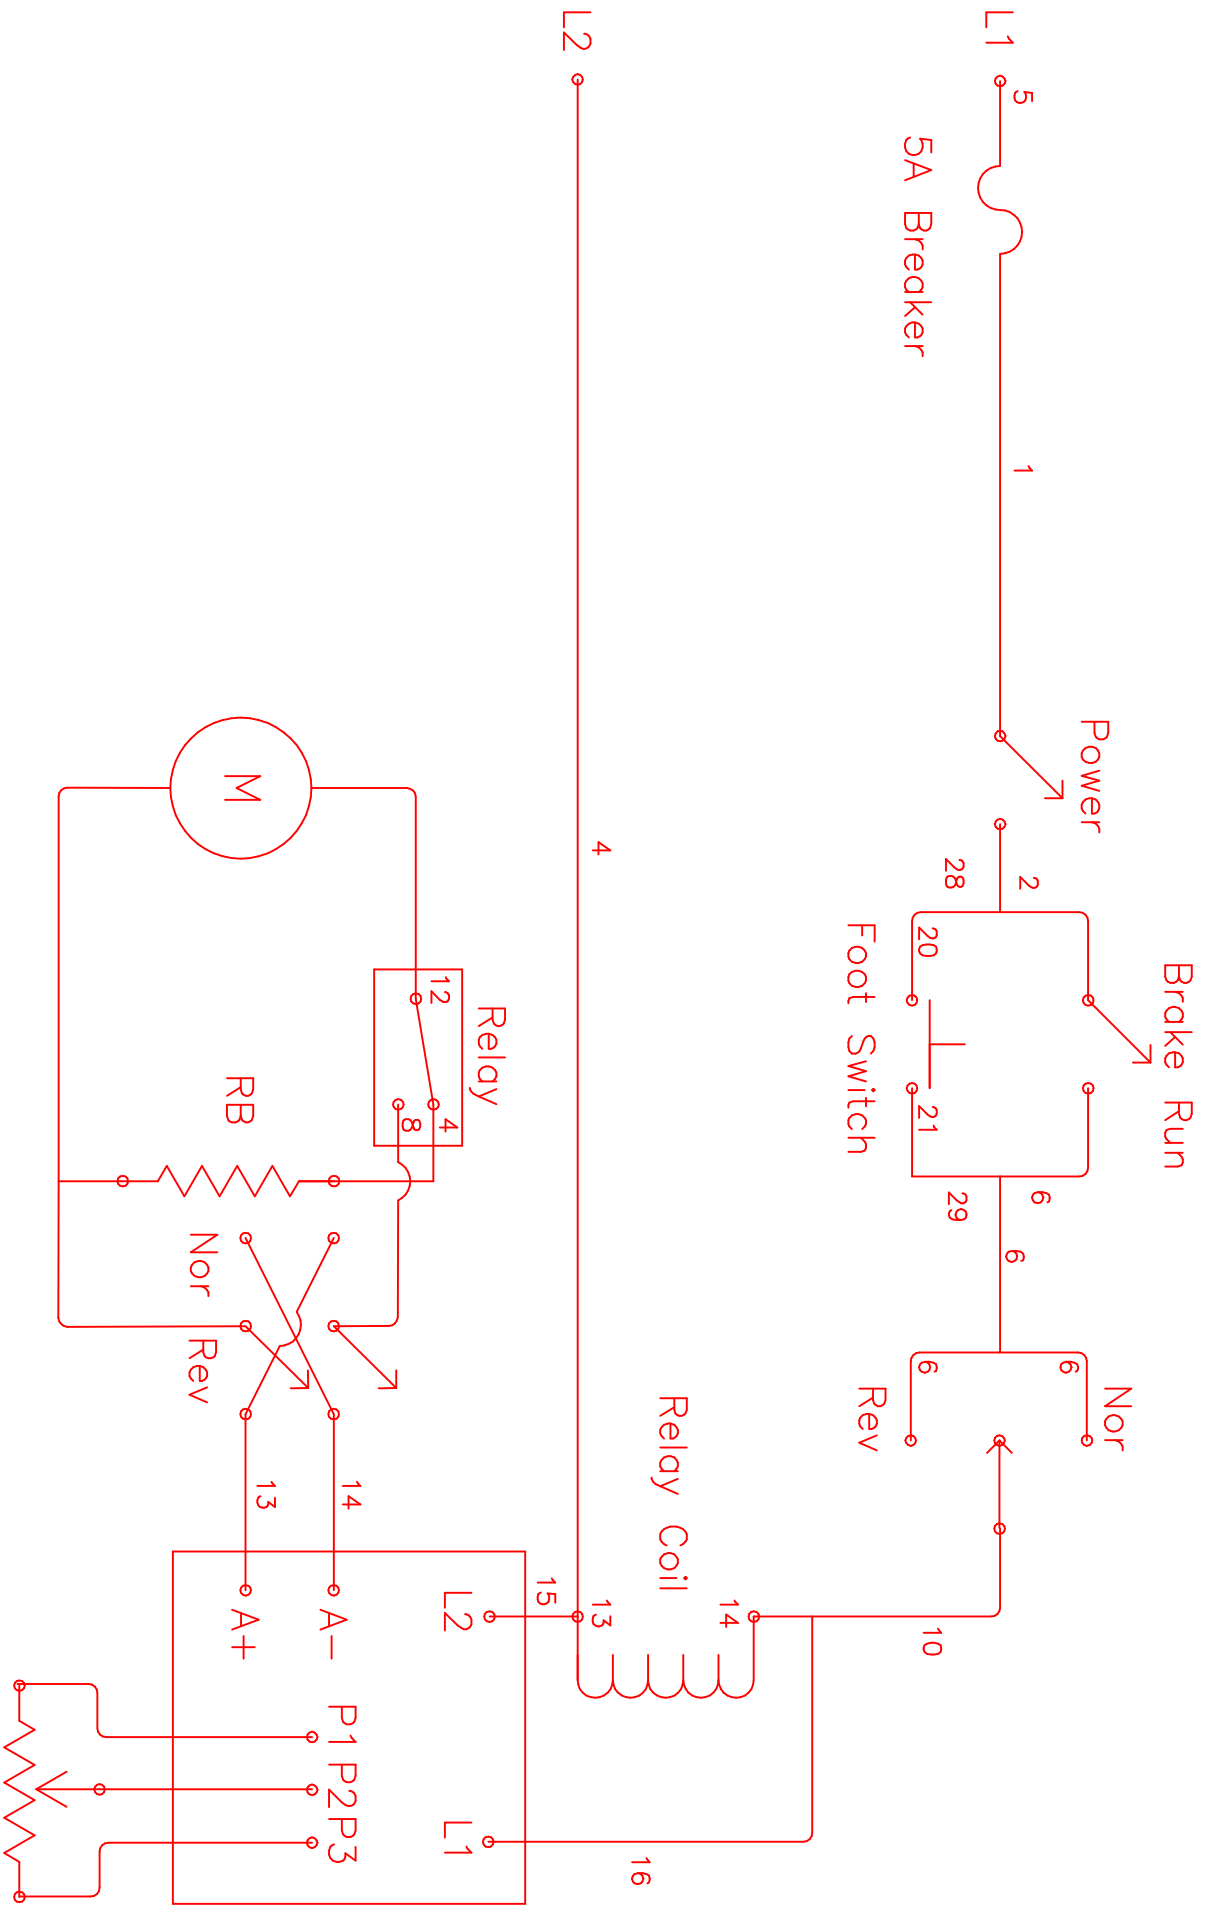 L1
5
5A Breaker
1
Power
2
28
Brake Run
20
21
Foot Switch
6
29
6
6
6
Nor
Rev
10
L2
4
Relay Coil
14
13
15
16
M
Relay
12
4
8
RB
Nor
Rev
14
13
L2
L1
A-
A+
P1
P2
P3